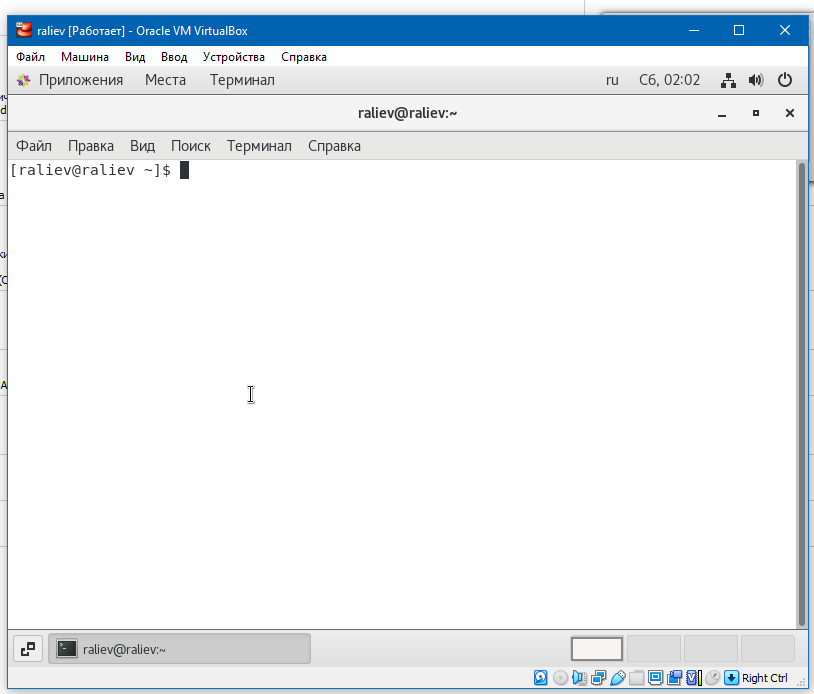 raliev [Работает] - Oracle VM VirtualBox
Файл Машина Вид Ввод Устройства Справка
Приложения Места Терминал ru Сб, 02:02
raliev@raliev:~
Файл Правка Вид Поиск Терминал Справка
[raliev@raliev ~]$
raliev@raliev:~
Right Ctrl